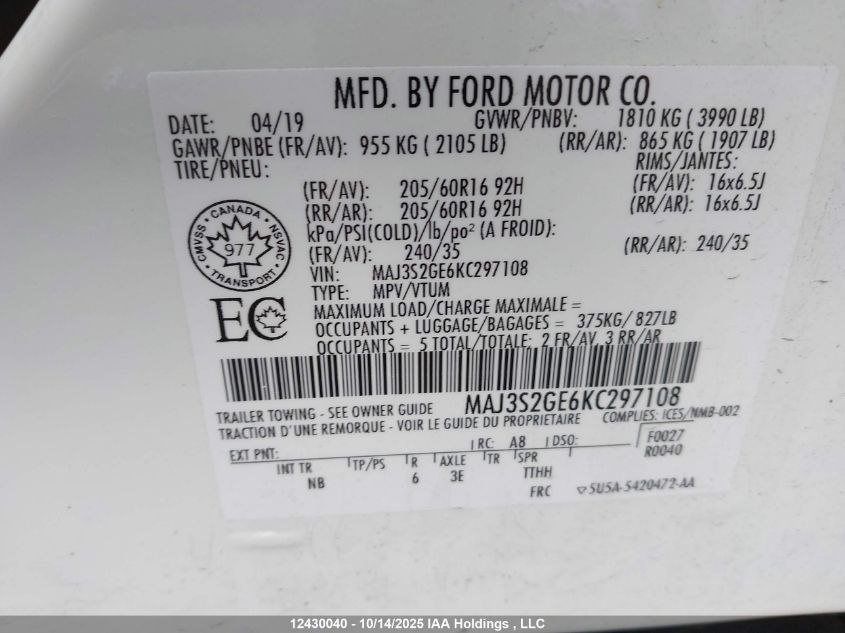 MFD. BY FORD MOTOR CO.
DATE: 04/19 GVWR/PNBV: 1810 KG ( 3990 LB)
GAWR/PNBE (FR/AV): 955 KG ( 2105 LB) (RR/AR): 865 KG ( 1907 LB)
TIRE/PNEU: RIMS/JANTES:
(FR/AV): 205/60R16 92H (FR/AV): 16x6.5J
(RR/AR): 205/60R16 92H (RR/AR): 16x6.5J
kPa/PSI(COLD)/lb/po² (A FROID):
(FR/AV): 240/35 (RR/AR): 240/35
CANADA CMVSS NSVAC 977 TRANSPORT
VIN: MAJ3S2GE6KC297108
TYPE: MPV/VTUM
EC
MAXIMUM LOAD/CHARGE MAXIMALE =
OCCUPANTS + LUGGAGE/BAGAGES = 375KG/ 827LB
OCCUPANTS = 5 TOTAL/TOTALE: 2 FR/AV, 3 RR/AR
MAJ3S2GE6KC297108
TRAILER TOWING - SEE OWNER GUIDE COMPLIES: ICES/NMB-002
TRACTION D'UNE REMORQUE - VOIR LE GUIDE DU PROPRIETAIRE
EXT PNT: RC: A8 DSO: F0027
INT TR TP/PS R AXLE TR SPR R0040
NB 6 3E TTHH
FRC 5U5A-5420472-AA
12430040 - 10/14/2025 IAA Holdings , LLC